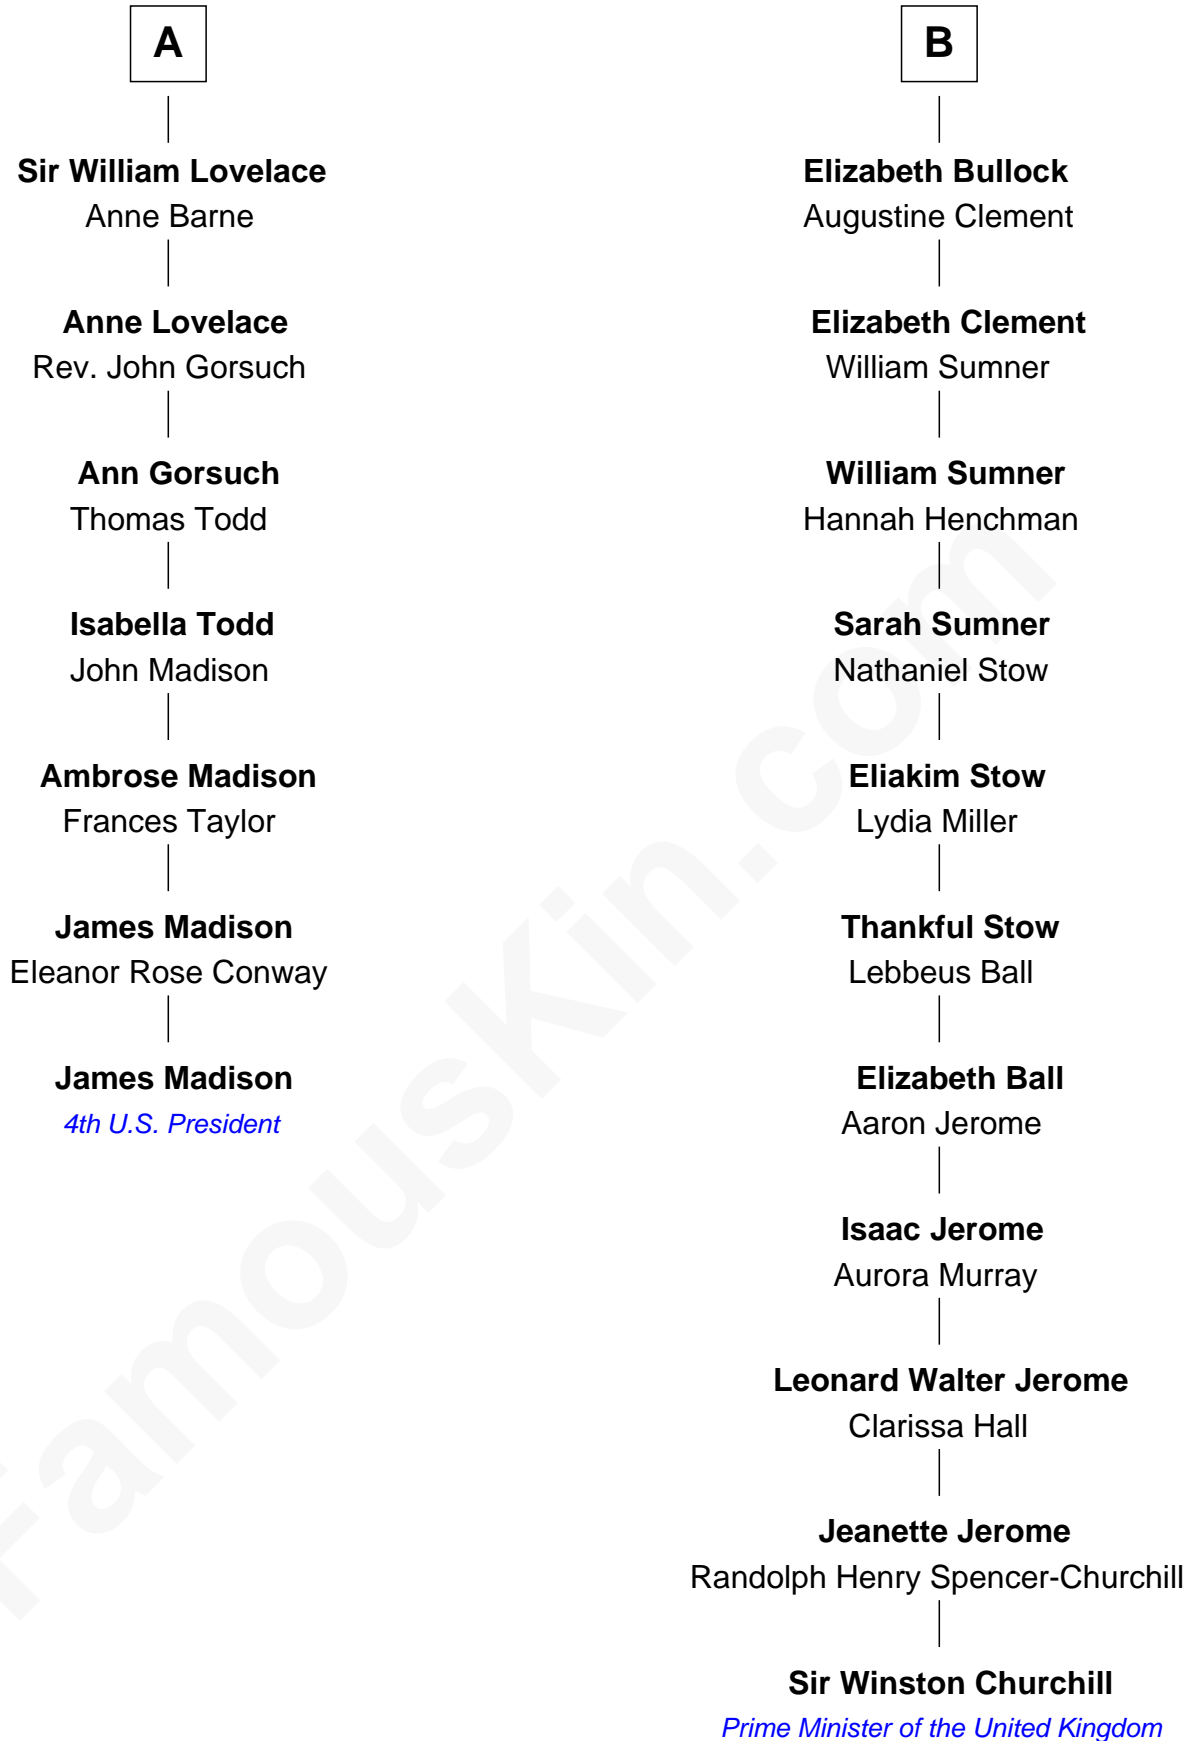 A
Sir William Lovelace
Anne Barne
Anne Lovelace
Rev. John Gorsuch
Ann Gorsuch
Thomas Todd
Isabella Todd
John Madison
Ambrose Madison
Frances Taylor
James Madison
Eleanor Rose Conway
James Madison
4th U.S. President
B
Elizabeth Bullock
Augustine Clement
Elizabeth Clement
William Sumner
William Sumner
Hannah Henchman
Sarah Sumner
Nathaniel Stow
Eliakim Stow
Lydia Miller
Thankful Stow
Lebbeus Ball
Elizabeth Ball
Aaron Jerome
Isaac Jerome
Aurora Murray
Leonard Walter Jerome
Clarissa Hall
Jeanette Jerome
Randolph Henry Spencer-Churchill
Sir Winston Churchill
Prime Minister of the United Kingdom
FamousKin.com